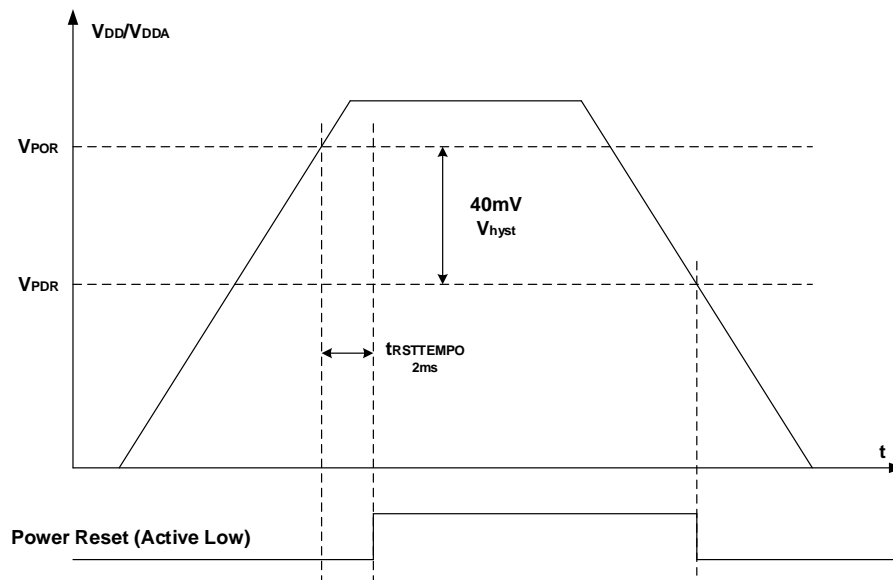 VDD/VDDA
VPOR
40mV
Vhyst
VPDR
tRSTTEMPO
2ms
t
Power Reset (Active Low)